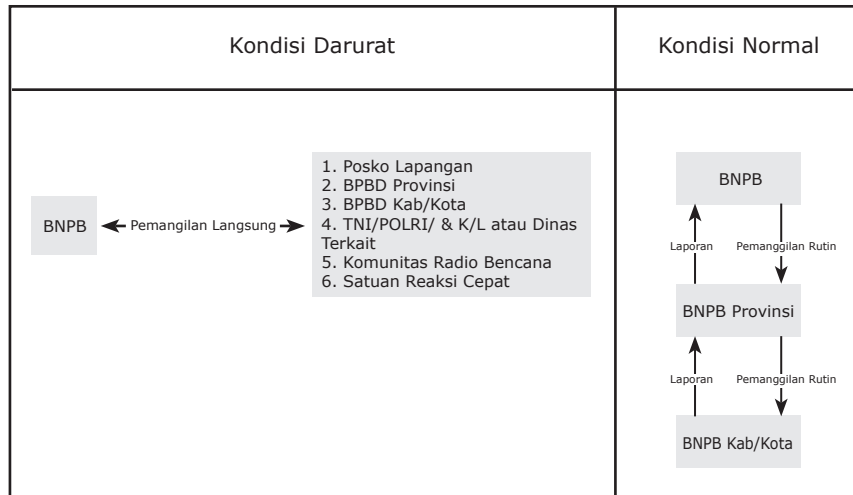 Kondisi Darurat
Kondisi Normal
BNPB
Pemangilan Langsung
1. Posko Lapangan
2. BPBD Provinsi
3. BPBD Kab/Kota
4. TNI/POLRI/ & K/L atau Dinas
Terkait
5. Komunitas Radio Bencana
6. Satuan Reaksi Cepat
BNPB
Laporan
Pemanggilan Rutin
BNPB Provinsi
Laporan
Pemanggilan Rutin
BNPB Kab/Kota